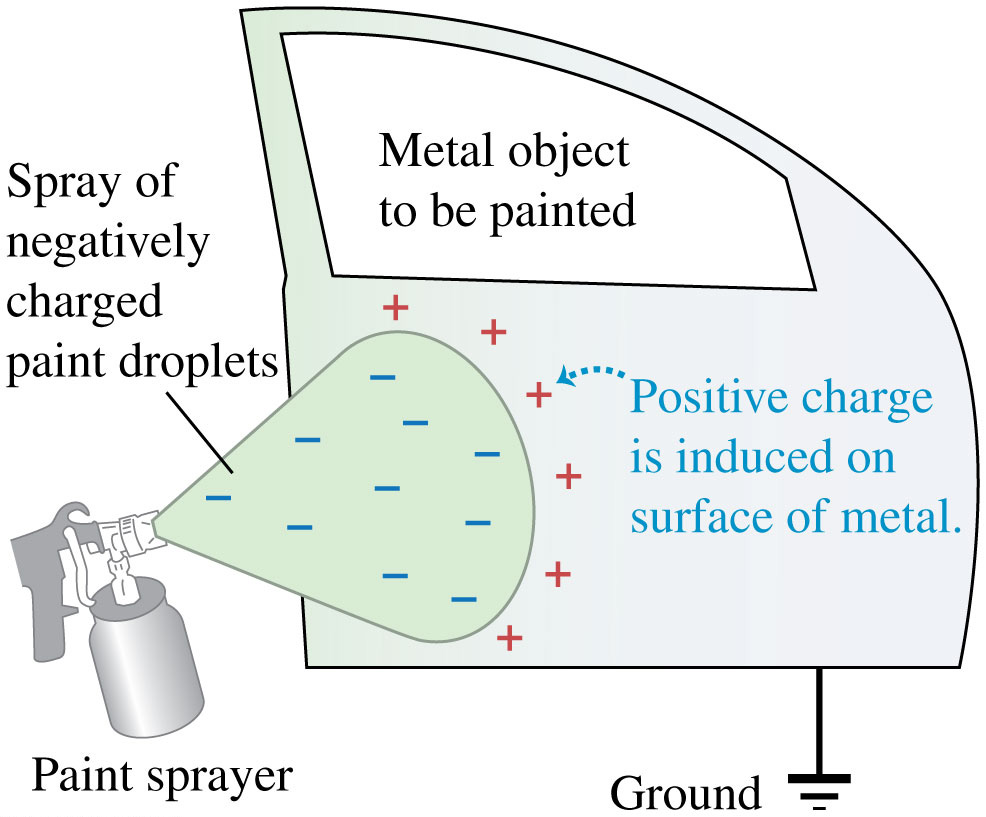 Metal object
to be painted
Spray of
negatively
charged
paint droplets
Positive charge
is induced on
surface of metal.
Paint sprayer
Ground